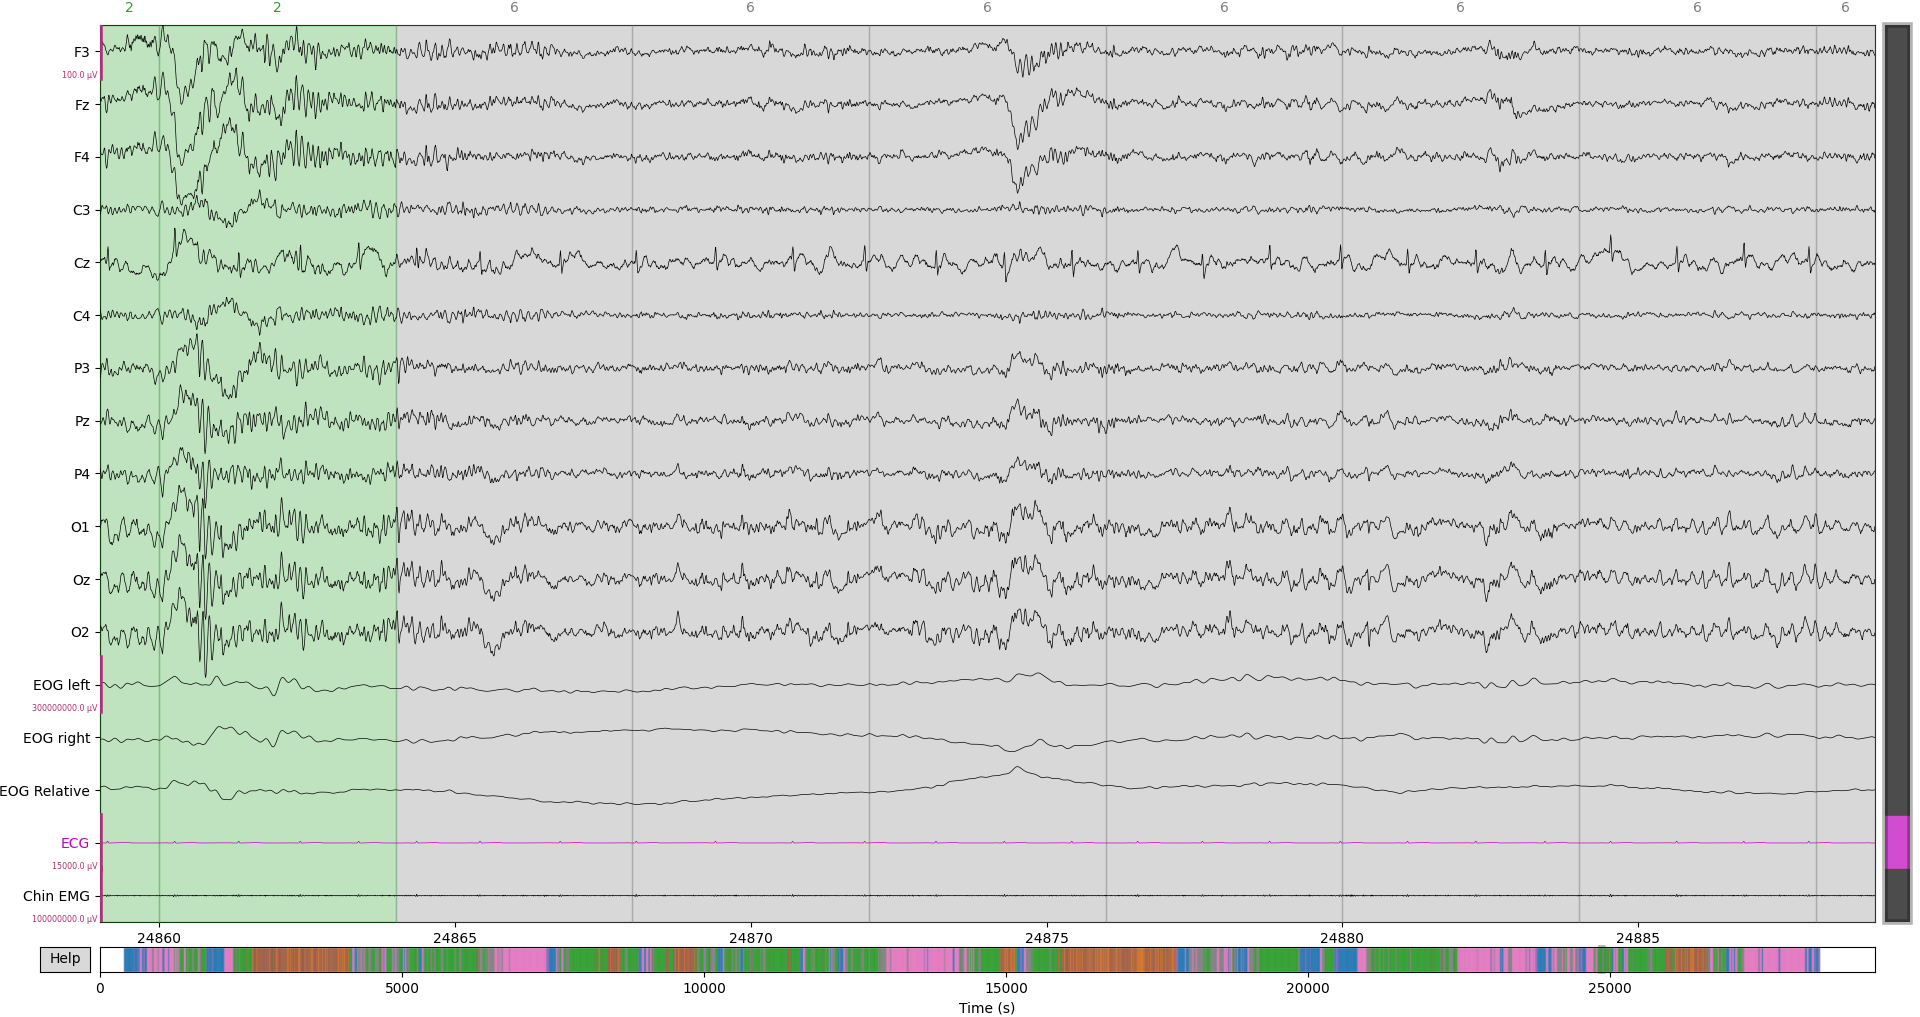 2 2 6 6 6 6 6 6 6
F3
100.0 µV
Fz
F4
C3
Cz
C4
P3
Pz
P4
O1
Oz
O2
EOG left
300000000.0 µV
EOG right
EOG Relative
ECG
15000.0 µV
Chin EMG
100000000.0 µV
24860 24865 24870 24875 24880 24885
Help
0 5000 10000 15000 20000 25000
Time (s)